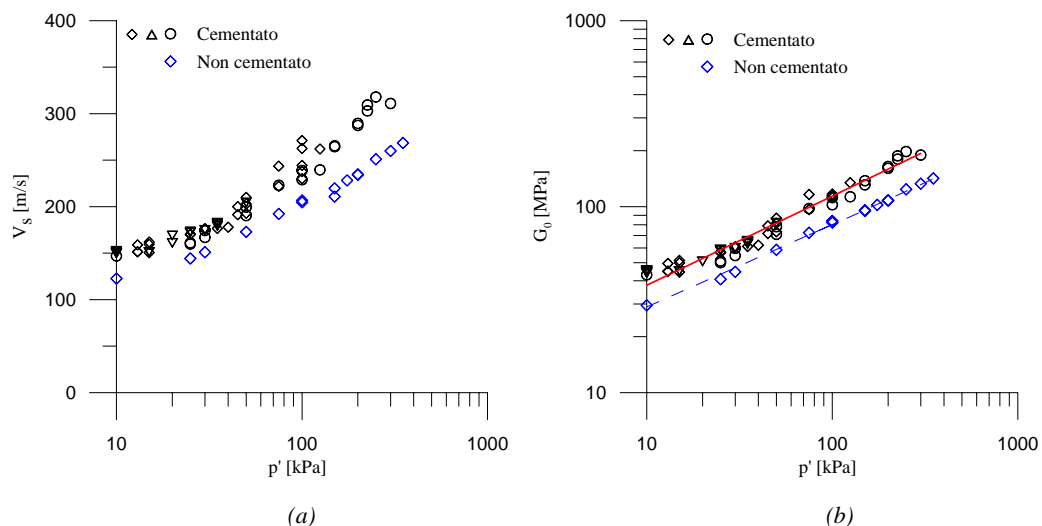 400
300
200
100
0
V_S [m/s]
Cementato
Non cementato
10
100
1000
p' [kPa]
(a)
1000
100
10
G_0 [MPa]
Cementato
Non cementato
10
100
1000
p' [kPa]
(b)